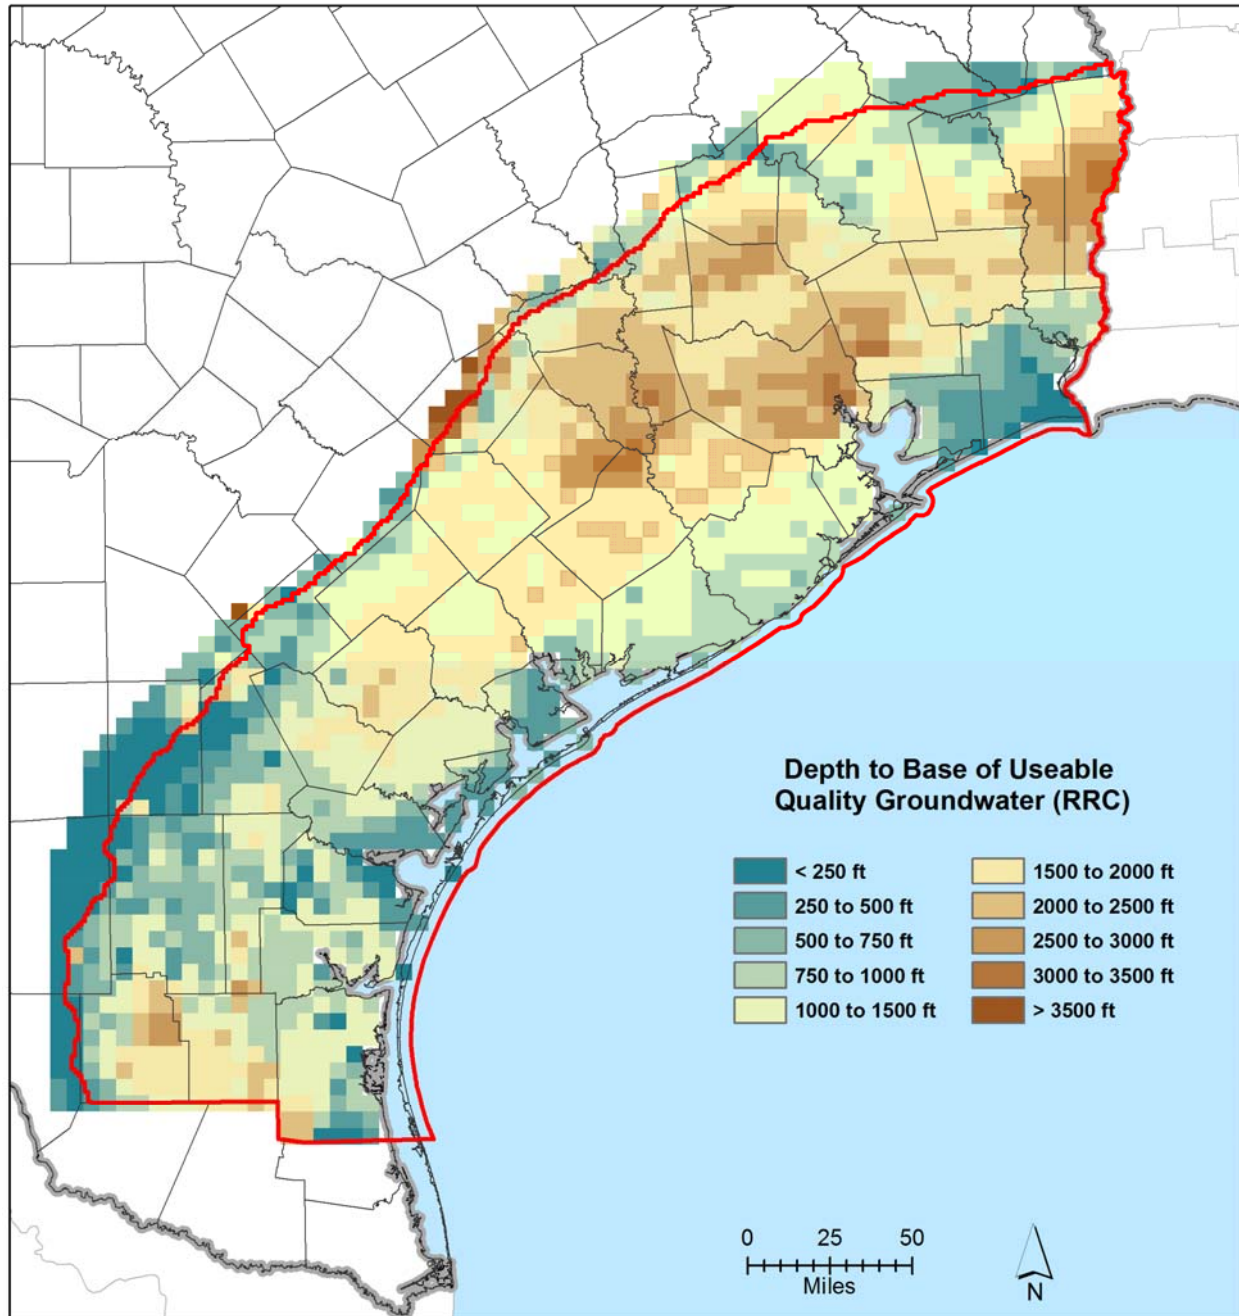 Depth to Base of Useable
Quality Groundwater (RRC)
< 250 ft
250 to 500 ft
500 to 750 ft
750 to 1000 ft
1000 to 1500 ft
1500 to 2000 ft
2000 to 2500 ft
2500 to 3000 ft
3000 to 3500 ft
> 3500 ft
0 25 50
Miles
N